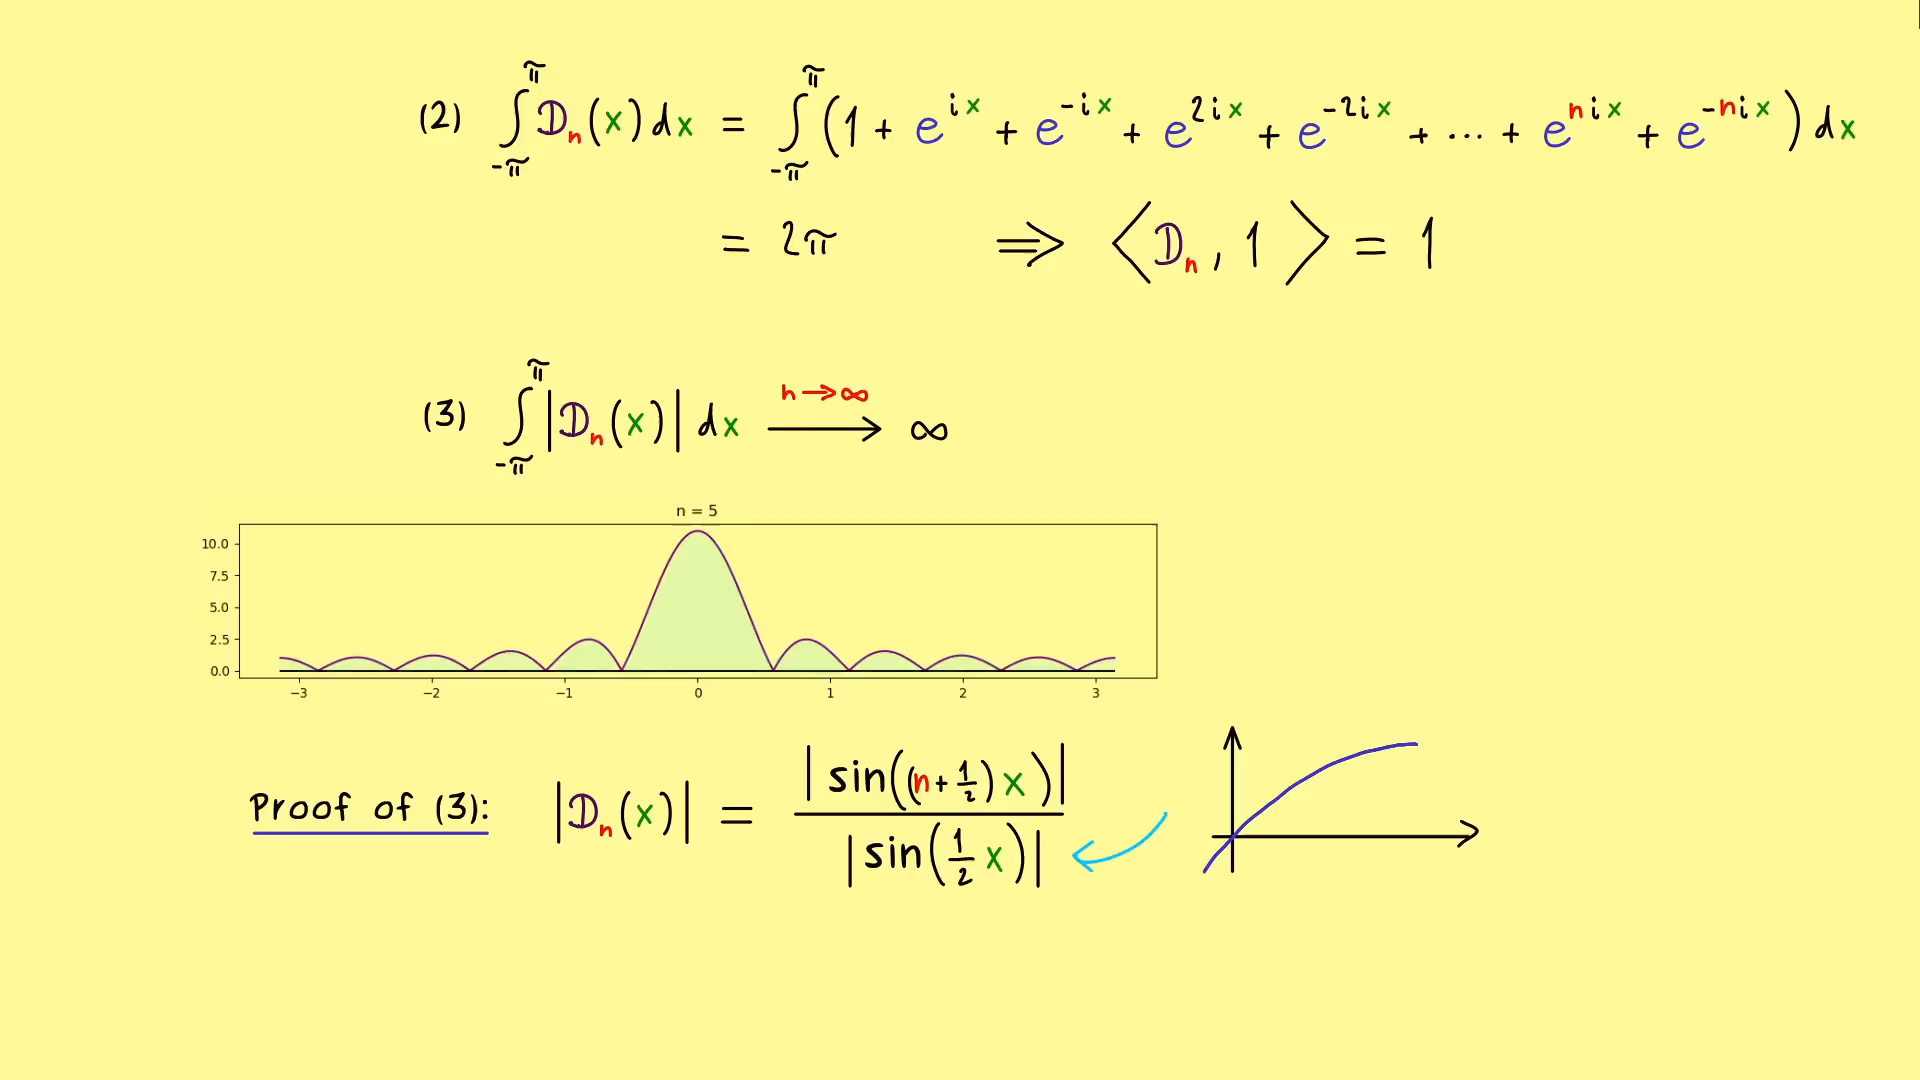 (2) ∫_{-π}^{π} D_n(x) dx = ∫_{-π}^{π} (1 + e^{ix} + e^{-ix} + e^{2ix} + e^{-2ix} + ... + e^{nix} + e^{-nix}) dx
= 2π ⟹ ⟨D_n, 1⟩ = 1
(3) ∫_{-π}^{π} |D_n(x)| dx \xrightarrow{n→∞} ∞
n = 5
10.0
7.5
5.0
2.5
0.0
−3 −2 −1 0 1 2 3
Proof of (3): |D_n(x)| = |sin((n+1/2)x)| / |sin(1/2 x)|